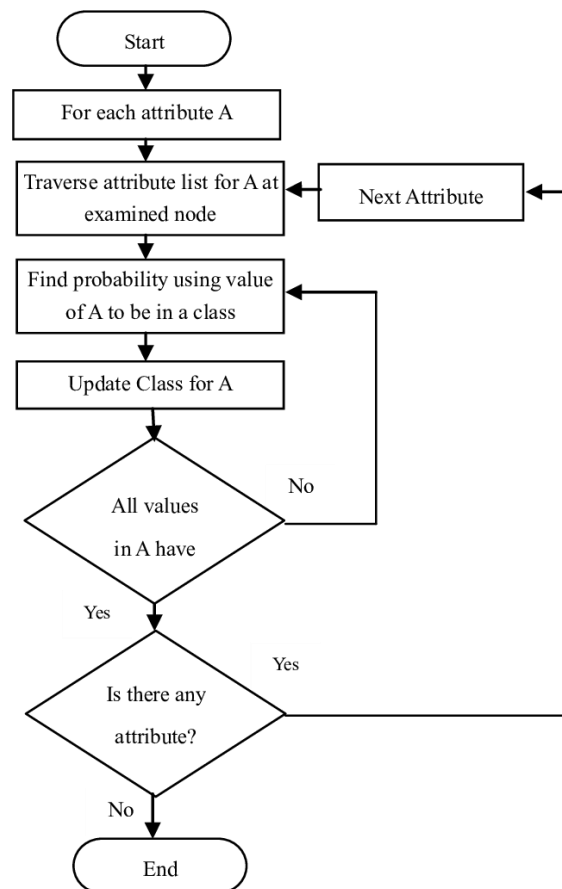 Start
For each attribute A
Traverse attribute list for A at
examined node
Next Attribute
Find probability using value
of A to be in a class
Update Class for A
No
All values
in A have
Yes
Yes
Is there any
attribute?
No
End